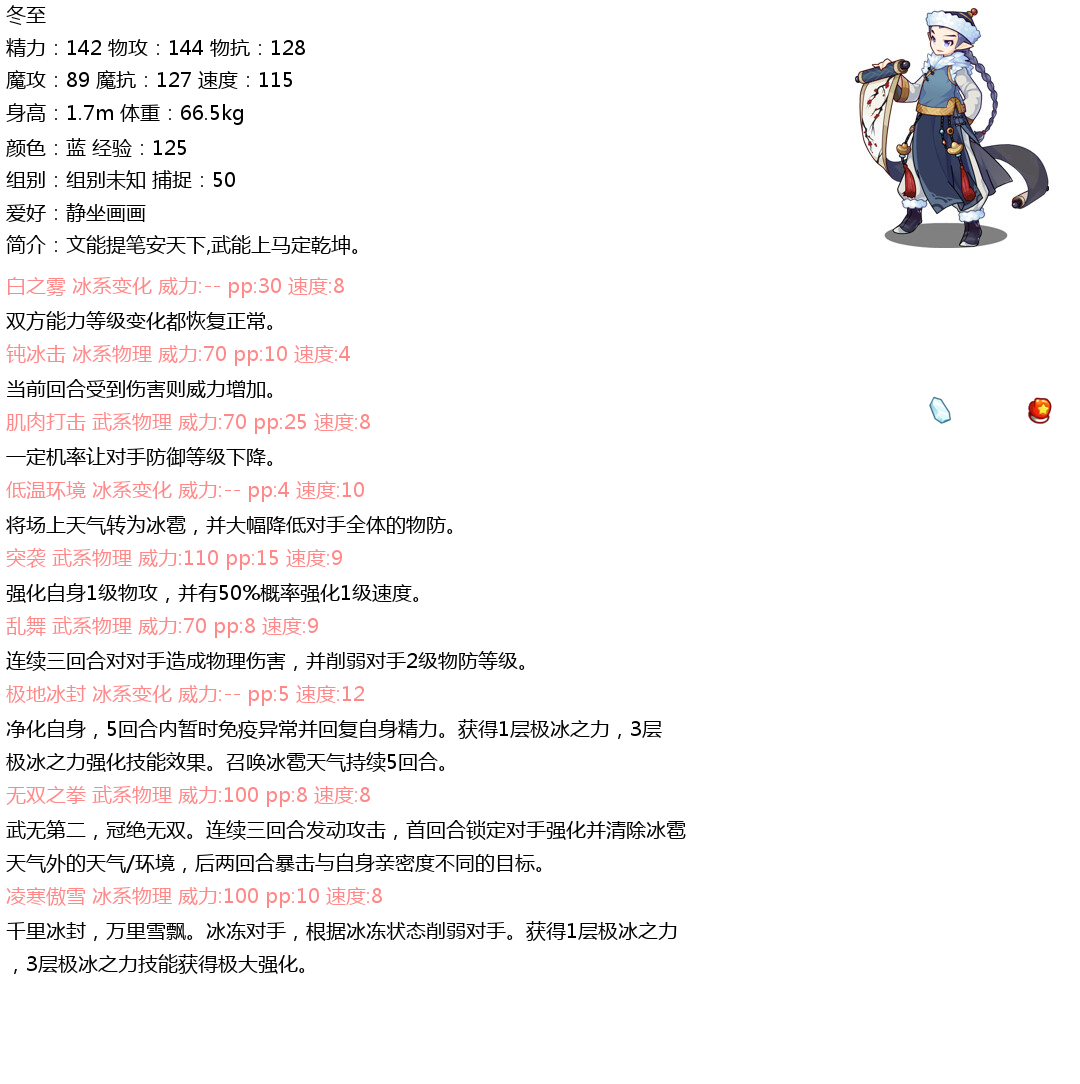 冬至
精力：142 物攻：144 物抗：128
魔攻：89 魔抗：127 速度：115
身高：1.7m 体重：66.5kg
颜色：蓝 经验：125
组别：组别未知 捕捉：50
爱好：静坐画画
简介：文能提笔安天下,武能上马定乾坤。
白之雾 冰系变化 威力:-- pp:30 速度:8
双方能力等级变化都恢复正常。
钝冰击 冰系物理 威力:70 pp:10 速度:4
当前回合受到伤害则威力增加。
肌肉打击 武系物理 威力:70 pp:25 速度:8
一定机率让对手防御等级下降。
低温环境 冰系变化 威力:-- pp:4 速度:10
将场上天气转为冰雹，并大幅降低对手全体的物防。
突袭 武系物理 威力:110 pp:15 速度:9
强化自身1级物攻，并有50%概率强化1级速度。
乱舞 武系物理 威力:70 pp:8 速度:9
连续三回合对对手造成物理伤害，并削弱对手2级物防等级。
极地冰封 冰系变化 威力:-- pp:5 速度:12
净化自身，5回合内暂时免疫异常并回复自身精力。获得1层极冰之力，3层
极冰之力强化技能效果。召唤冰雹天气持续5回合。
无双之拳 武系物理 威力:100 pp:8 速度:8
武无第二，冠绝无双。连续三回合发动攻击，首回合锁定对手强化并清除冰雹
天气外的天气/环境，后两回合暴击与自身亲密度不同的目标。
凌寒傲雪 冰系物理 威力:100 pp:10 速度:8
千里冰封，万里雪飘。冰冻对手，根据冰冻状态削弱对手。获得1层极冰之力
，3层极冰之力技能获得极大强化。